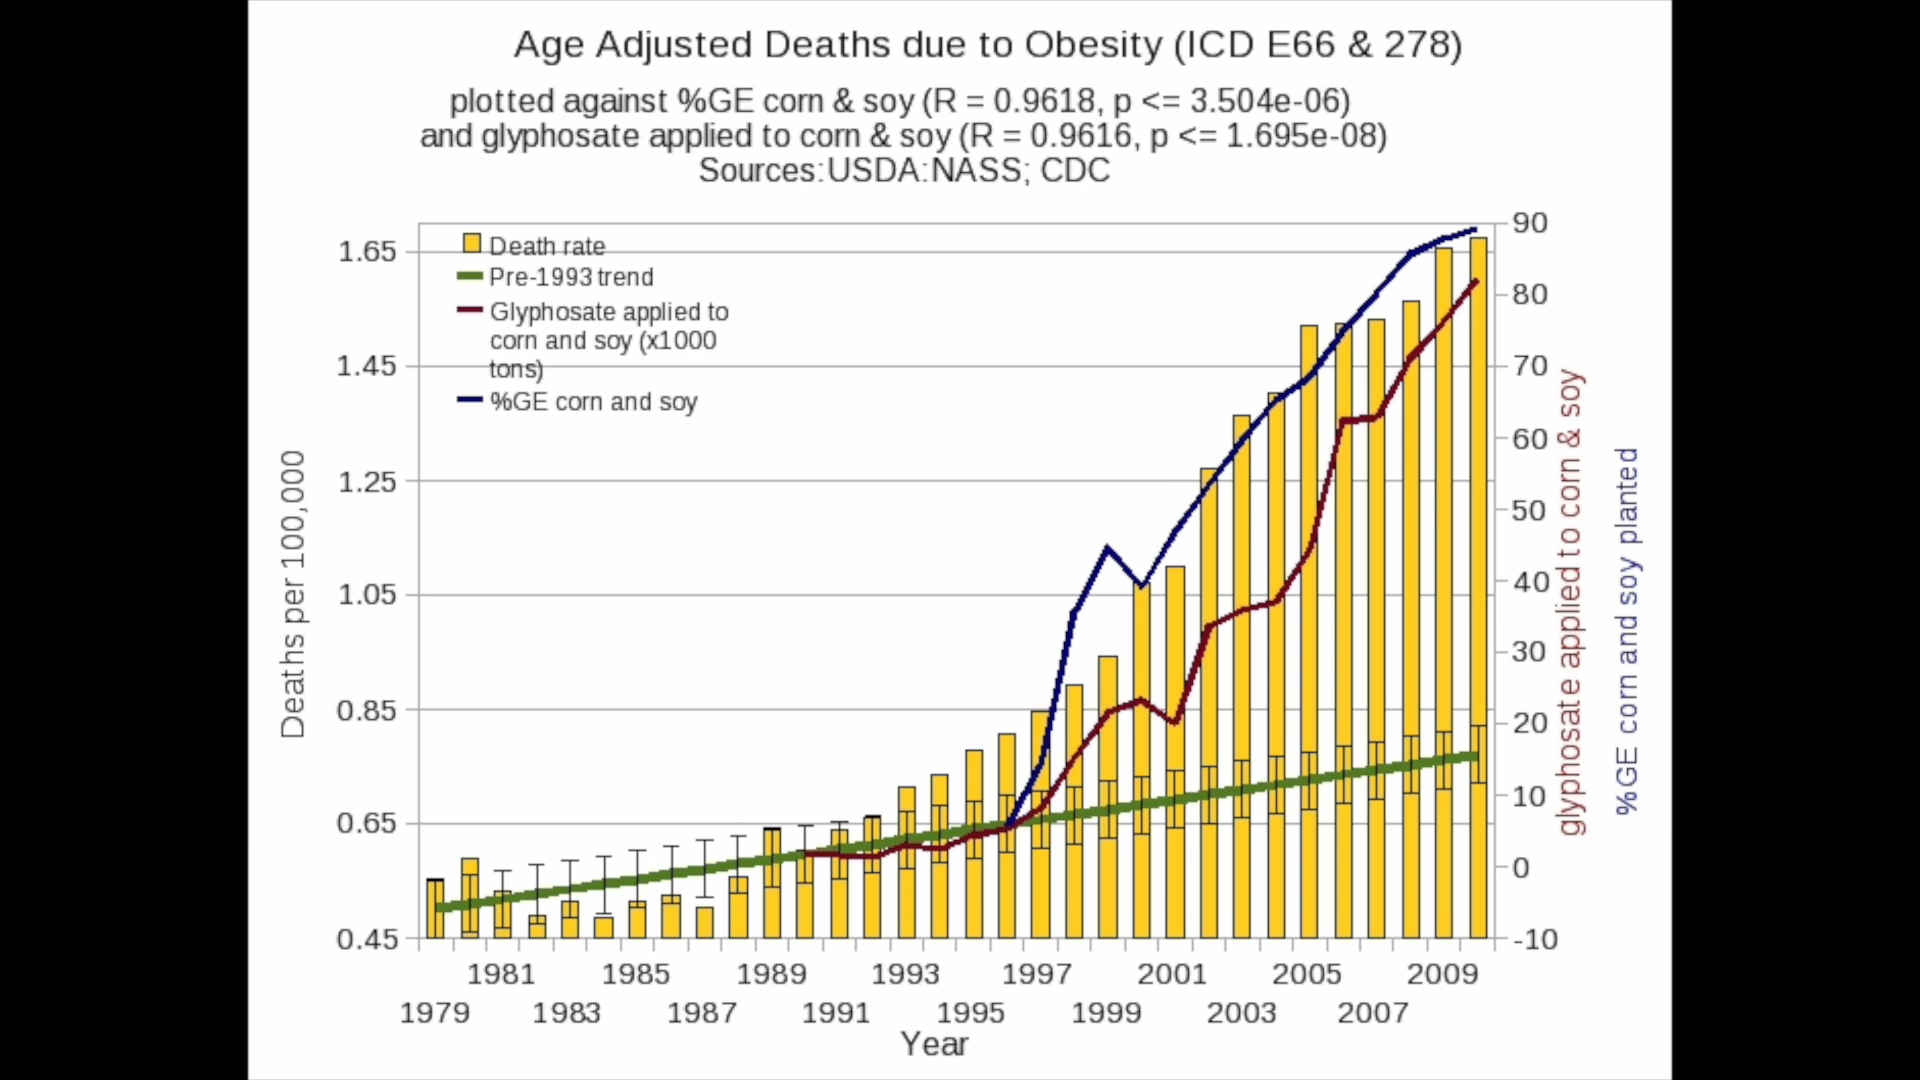 Age Adjusted Deaths due to Obesity (ICD E66 & 278)
plotted against %GE corn & soy (R = 0.9618, p <= 3.504e-06)
and glyphosate applied to corn & soy (R = 0.9616, p <= 1.695e-08)
Sources:USDA:NASS; CDC
Death rate
Pre-1993 trend
Glyphosate applied to
corn and soy (x1000
tons)
%GE corn and soy
Deaths per 100,000
1.65
1.45
1.25
1.05
0.85
0.65
0.45
90
80
70
60
50
40
30
20
10
0
-10
glyphosate applied to corn & soy
%GE corn and soy planted
1981 1985 1989 1993 1997 2001 2005 2009
1979 1983 1987 1991 1995 1999 2003 2007
Year